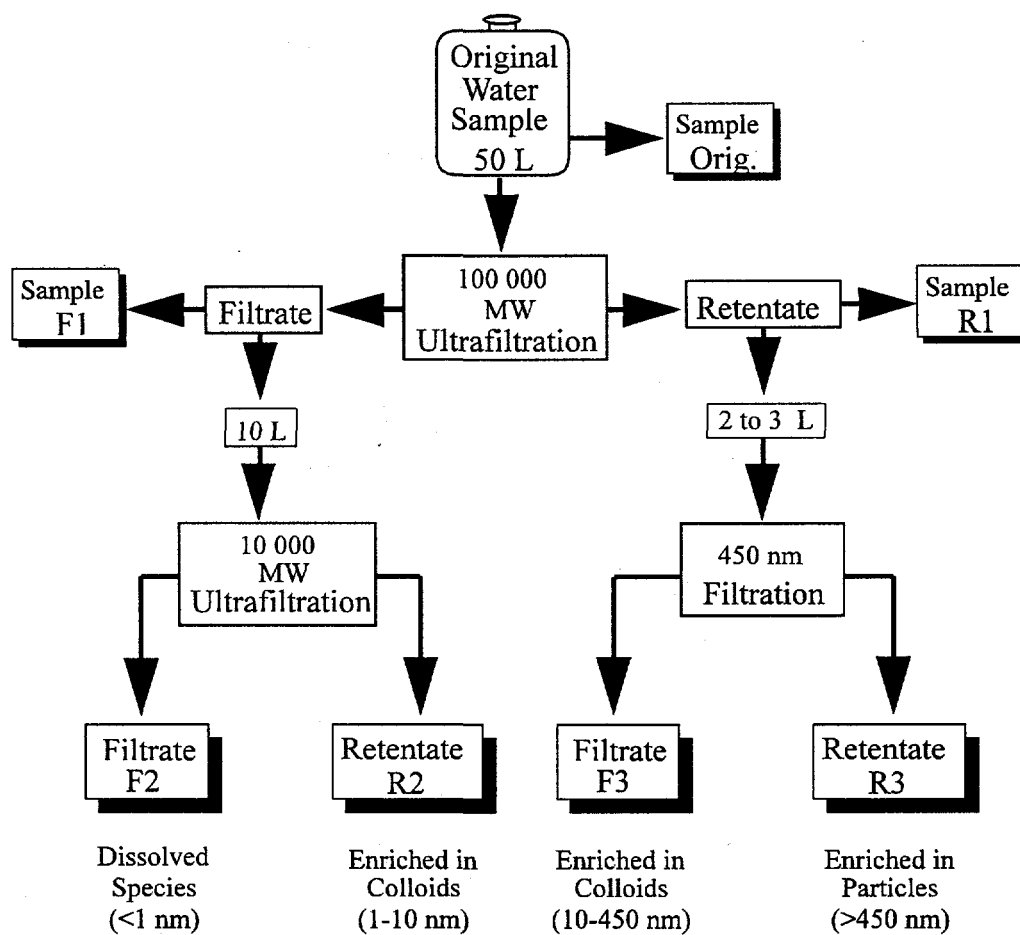 Original
Water
Sample
50 L
Sample
Orig.
100 000
MW
Ultrafiltration
Sample
F1
Filtrate
Retentate
Sample
R1
10 L
2 to 3 L
10 000
MW
Ultrafiltration
450 nm
Filtration
Filtrate
F2
Retentate
R2
Filtrate
F3
Retentate
R3
Dissolved
Species
(<1 nm)
Enriched in
Colloids
(1-10 nm)
Enriched in
Colloids
(10-450 nm)
Enriched in
Particles
(>450 nm)